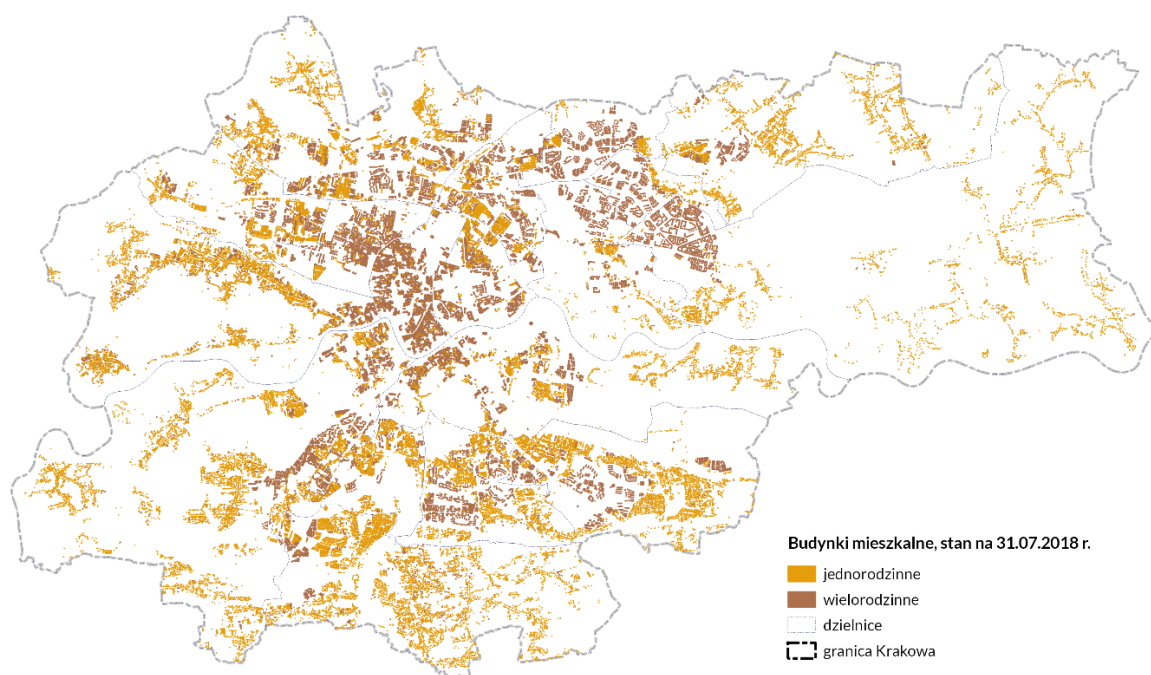 Budynki mieszkalne, stan na 31.07.2018 r.
jednorodzinne
wielorodzinne
dzielnice
granica Krakowa